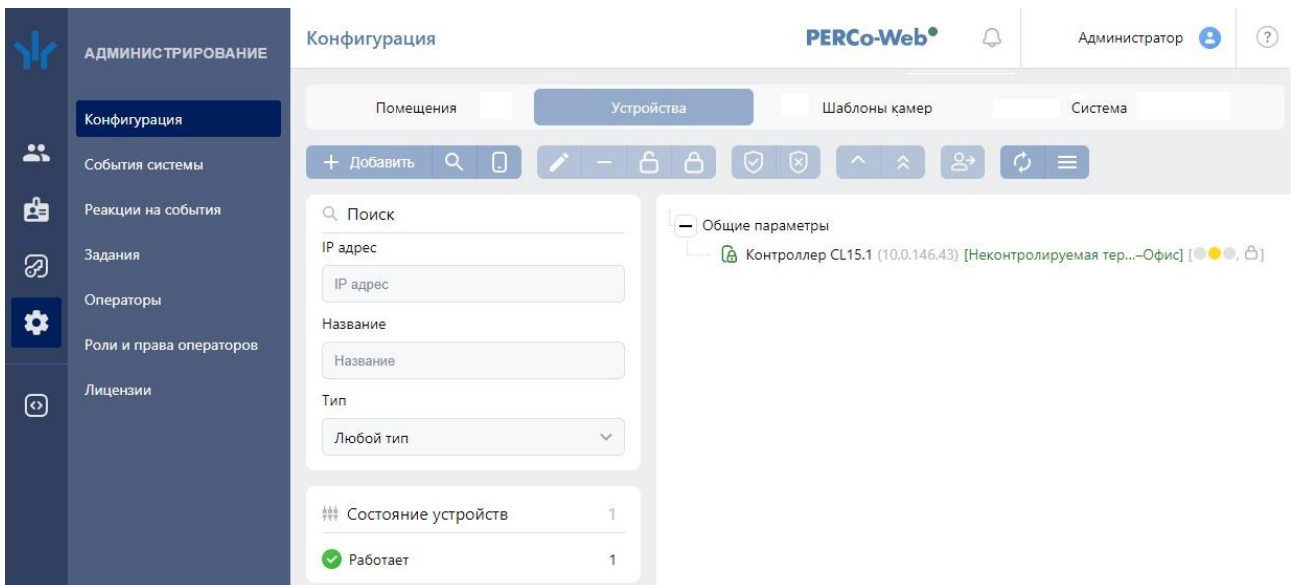 АДМИНИСТРИРОВАНИЕ
Конфигурация
События системы
Реакции на события
Задания
Операторы
Роли и права операторов
Лицензии
Конфигурация
PERCo-Web
Администратор
?
Помещения Устройства Шаблоны камер Система
+ Добавить
Поиск
IP адрес
IP адрес
Название
Название
Тип
Любой тип
Состояние устройств 1
Работает 1
Общие параметры
Контроллер CL15.1 (10.0.146.43) [Неконтролируемая тер...–Офис] [ , ]